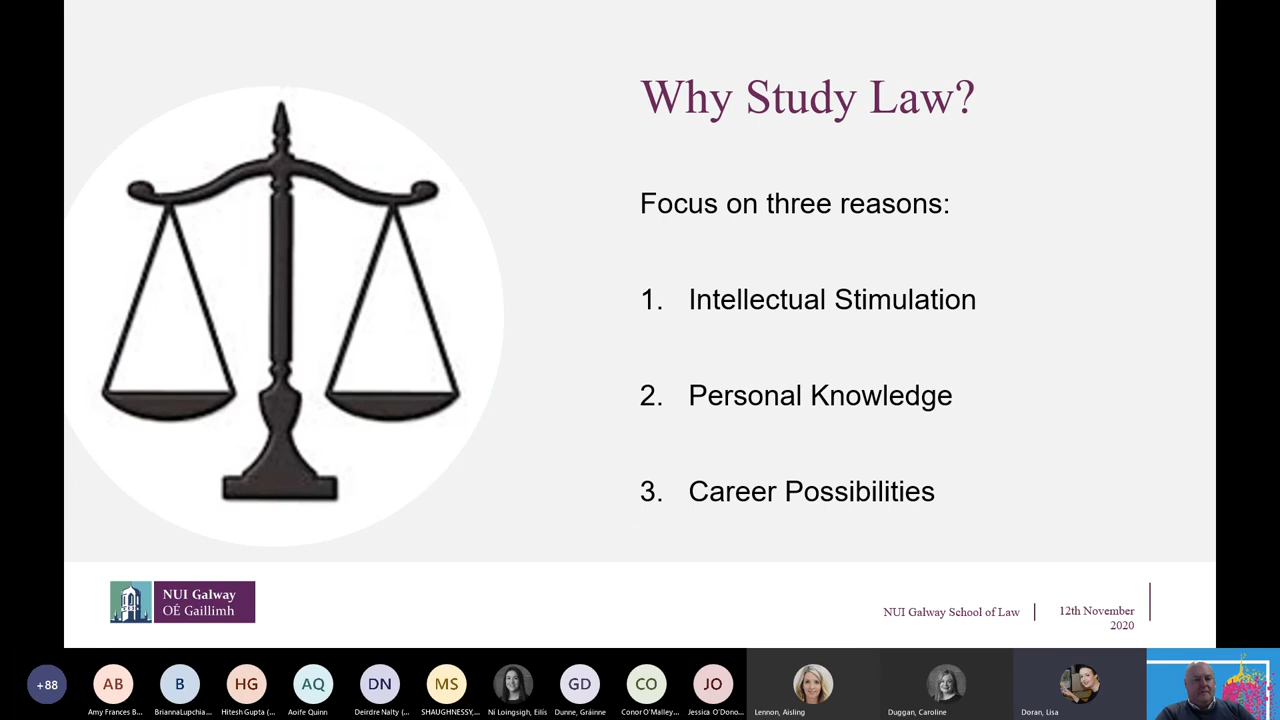 Why Study Law?
Focus on three reasons:
1. Intellectual Stimulation
2. Personal Knowledge
3. Career Possibilities
NUI Galway
OÉ Gaillimh
NUI Galway School of Law
12th November
2020
+88
AB
B
HG
AQ
DN
MS
GD
CO
JO
Amy Frances B...
BriannaLupchia...
Hitesh Gupta (...
Aoife Quinn
Deirdre Nalty (...
SHAUGHNESSY,...
Ní Loingsigh, Eilís
Dunne, Gráinne
Conor O'Malley...
Jessica O'Dono...
Lennon, Aisling
Duggan, Caroline
Doran, Lisa